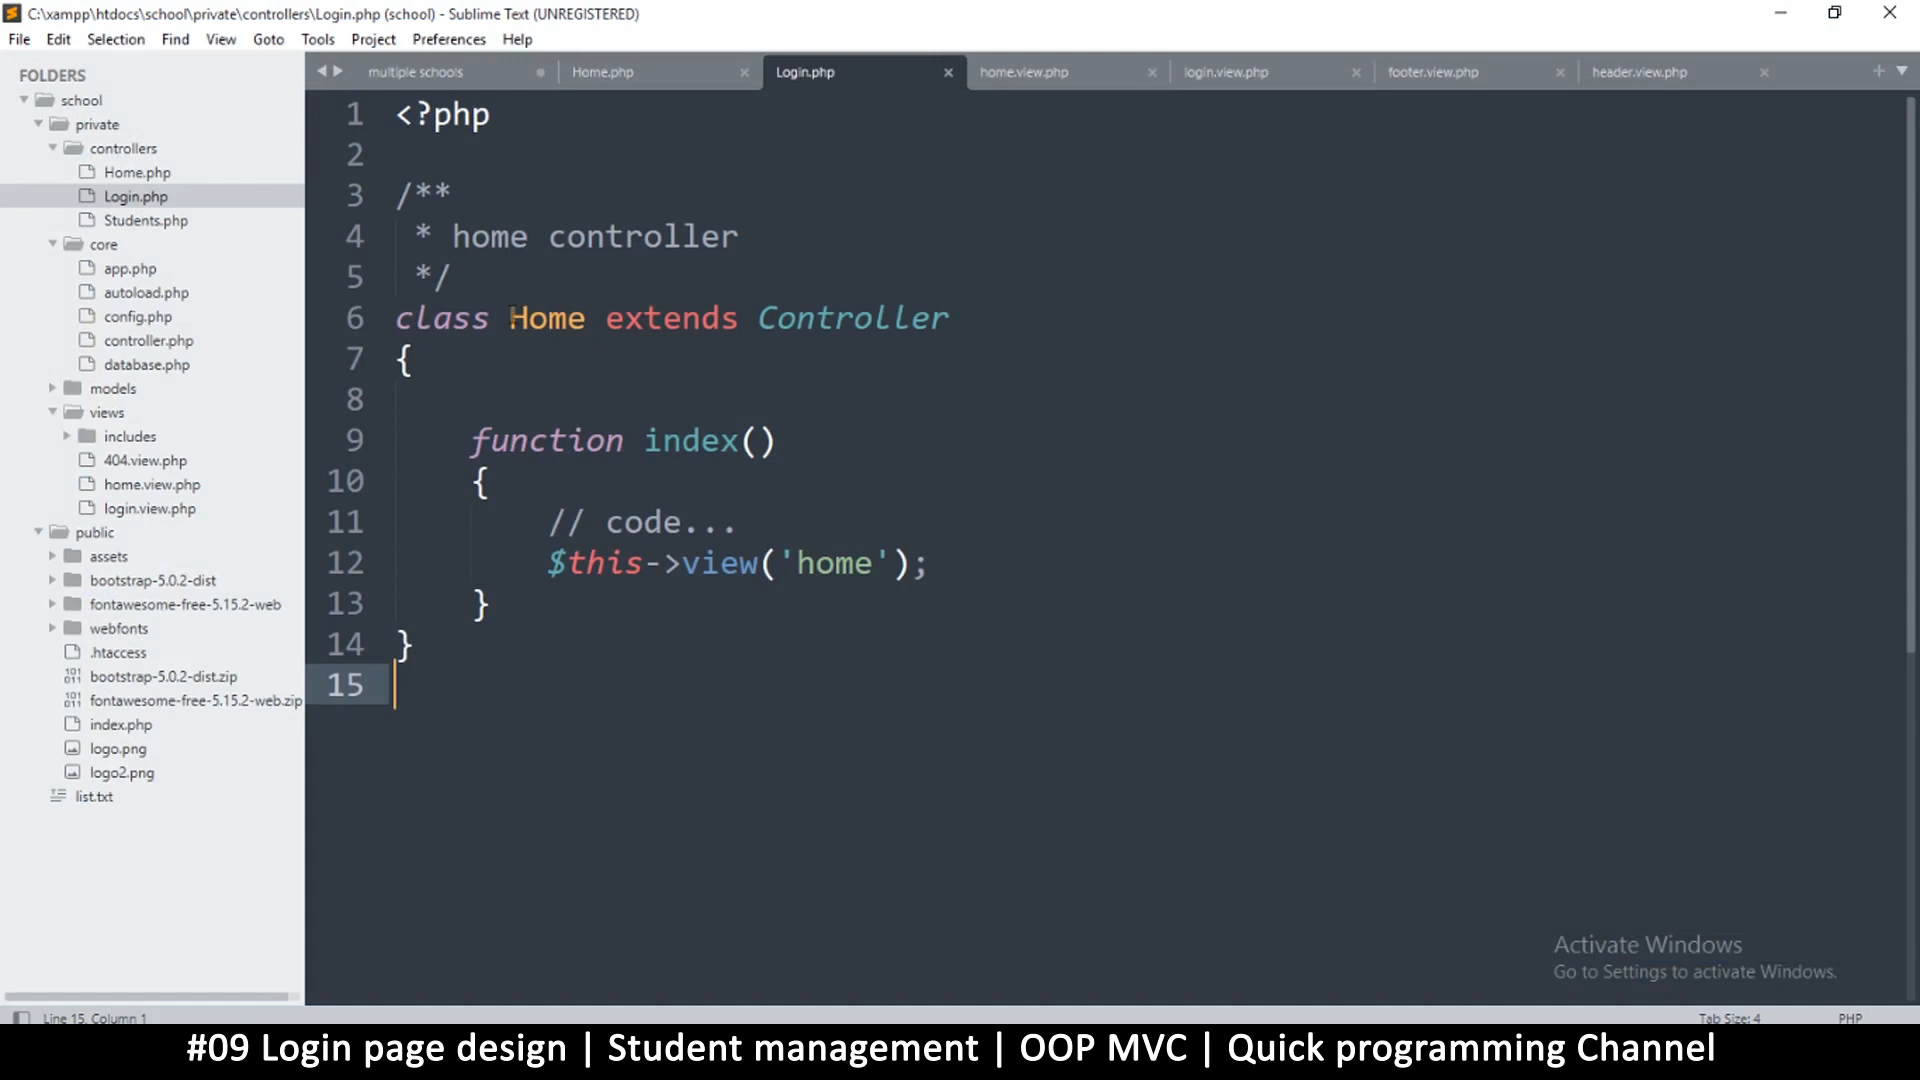 C:\xampp\htdocs\school\private\controllers\Login.php (school) - Sublime Text (UNREGISTERED)
File Edit Selection Find View Goto Tools Project Preferences Help
FOLDERS
school
private
controllers
Home.php
Login.php
Students.php
core
app.php
autoload.php
config.php
controller.php
database.php
models
views
includes
404.view.php
home.view.php
login.view.php
public
assets
bootstrap-5.0.2-dist
fontawesome-free-5.15.2-web
webfonts
.htaccess
bootstrap-5.0.2-dist.zip
fontawesome-free-5.15.2-web.zip
index.php
logo.png
logo2.png
list.txt
multiple schools Home.php Login.php home.view.php login.view.php footer.view.php header.view.php
1 <?php
2
3 /**
4 * home controller
5 */
6 class Home extends Controller
7 {
8
9 function index()
10 {
11 // code...
12 $this->view('home');
13 }
14 }
15
Activate Windows
Go to Settings to activate Windows.
Line 15, Column 1 Tab Size: 4 PHP
#09 Login page design | Student management | OOP MVC | Quick programming Channel